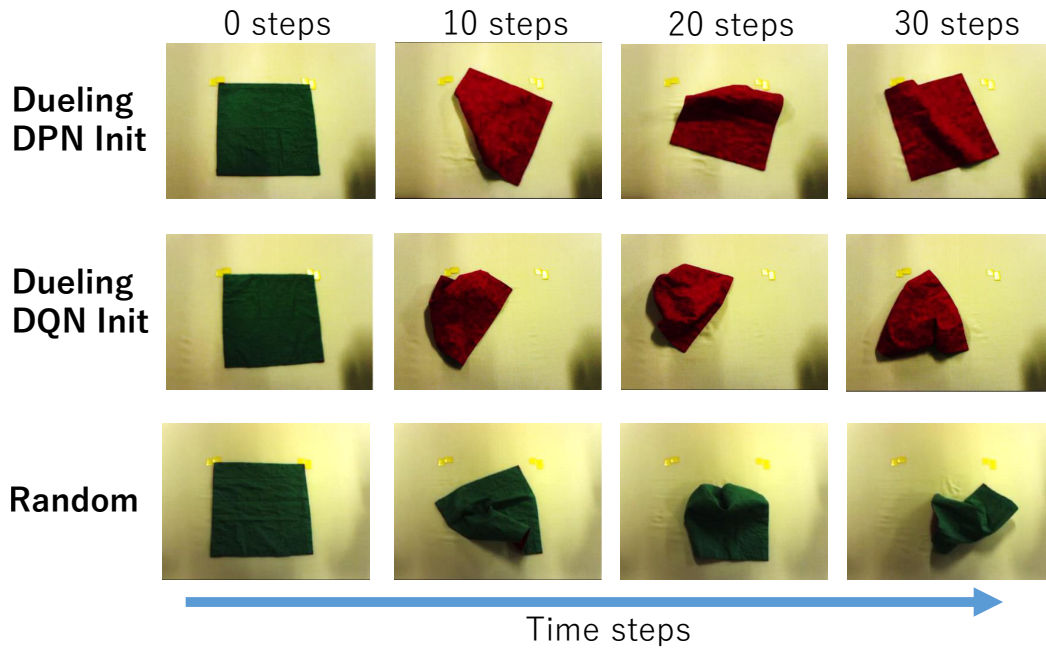 0 steps
10 steps
20 steps
30 steps
Dueling
DPN Init
Dueling
DQN Init
Random
Time steps